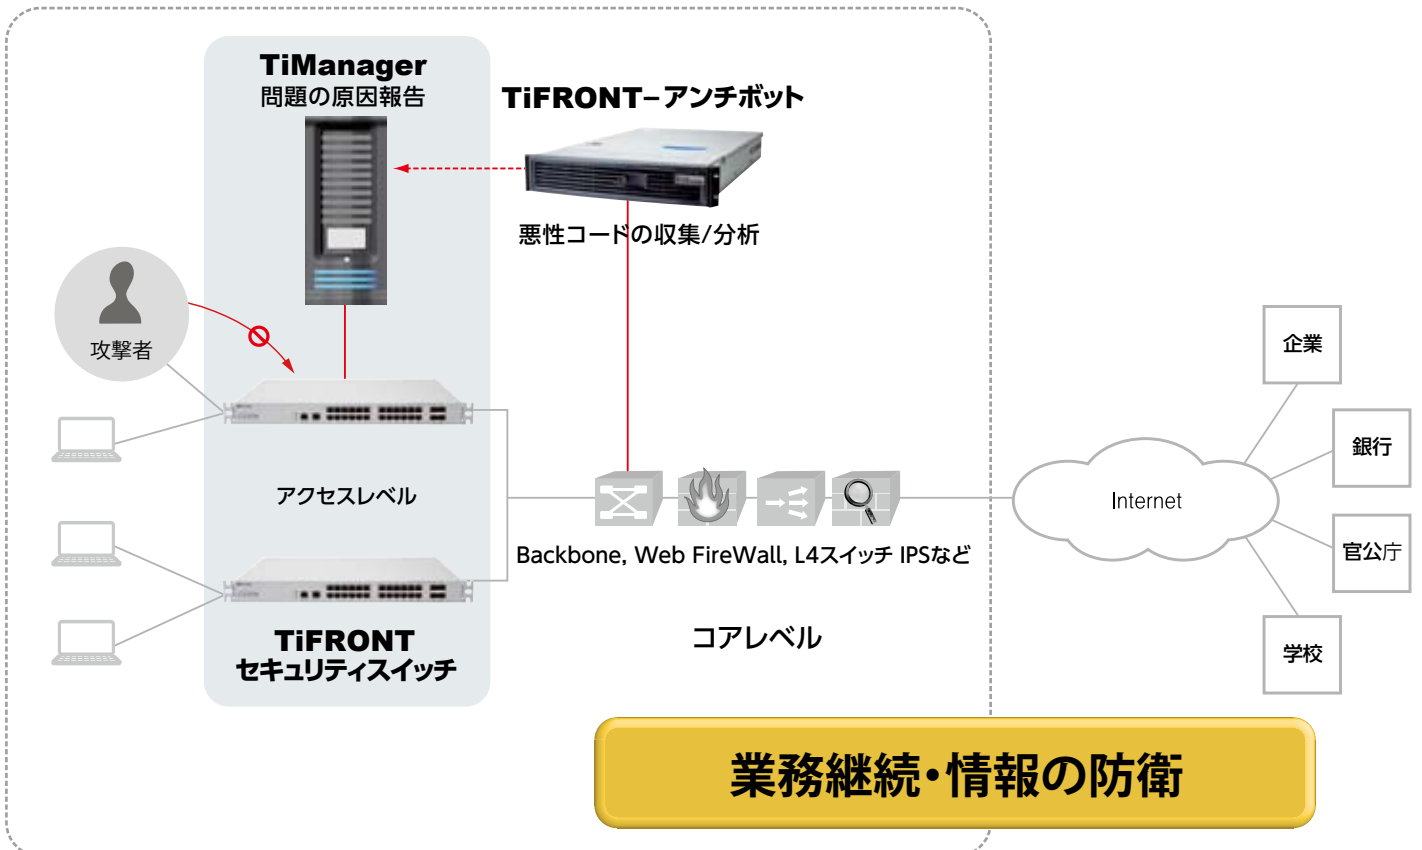 TiManager
問題の原因報告
TiFRONT–アンチボット
悪性コードの収集/分析
攻撃者
アクセスレベル
TiFRONT
セキュリティスイッチ
Backbone, Web FireWall, L4スイッチ IPSなど
コアレベル
Internet
企業
銀行
官公庁
学校
業務継続・情報の防衛